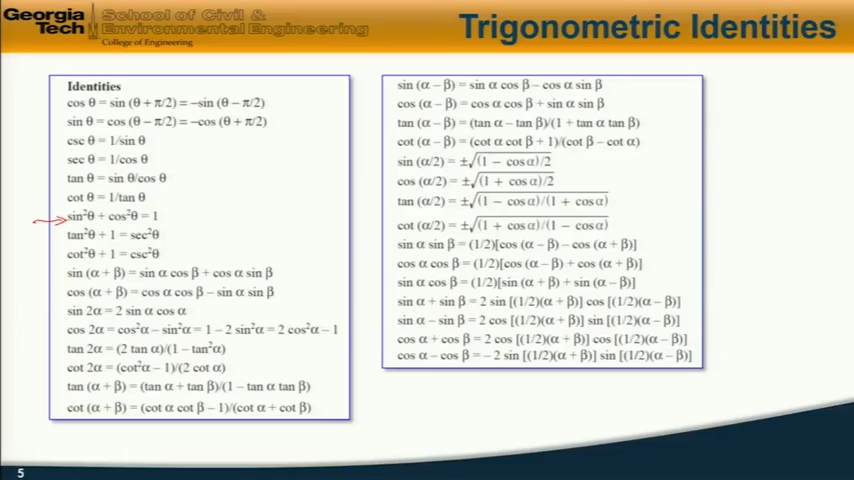 Georgia Tech
School of Civil &
Environmental Engineering
College of Engineering
Trigonometric Identities
Identities
cos θ = sin (θ + π/2) = –sin (θ – π/2)
sin θ = cos (θ – π/2) = –cos (θ + π/2)
csc θ = 1/sin θ
sec θ = 1/cos θ
tan θ = sin θ/cos θ
cot θ = 1/tan θ
sin²θ + cos²θ = 1
tan²θ + 1 = sec²θ
cot²θ + 1 = csc²θ
sin (α + β) = sin α cos β + cos α sin β
cos (α + β) = cos α cos β – sin α sin β
sin 2α = 2 sin α cos α
cos 2α = cos²α – sin²α = 1 – 2 sin²α = 2 cos²α – 1
tan 2α = (2 tan α)/(1 – tan²α)
cot 2α = (cot²α – 1)/(2 cot α)
tan (α + β) = (tan α + tan β)/(1 – tan α tan β)
cot (α + β) = (cot α cot β – 1)/(cot α + cot β)
sin (α – β) = sin α cos β – cos α sin β
cos (α – β) = cos α cos β + sin α sin β
tan (α – β) = (tan α – tan β)/(1 + tan α tan β)
cot (α – β) = (cot α cot β + 1)/(cot β – cot α)
sin (α/2) = ±√(1 – cos α)/2
cos (α/2) = ±√(1 + cos α)/2
tan (α/2) = ±√(1 – cos α)/(1 + cos α)
cot (α/2) = ±√(1 + cos α)/(1 – cos α)
sin α sin β = (1/2)[cos (α – β) – cos (α + β)]
cos α cos β = (1/2)[cos (α – β) + cos (α + β)]
sin α cos β = (1/2)[sin (α + β) + sin (α – β)]
sin α + sin β = 2 sin [(1/2)(α + β)] cos [(1/2)(α – β)]
sin α – sin β = 2 cos [(1/2)(α + β)] sin [(1/2)(α – β)]
cos α + cos β = 2 cos [(1/2)(α + β)] cos [(1/2)(α – β)]
cos α – cos β = – 2 sin [(1/2)(α + β)] sin [(1/2)(α – β)]
5